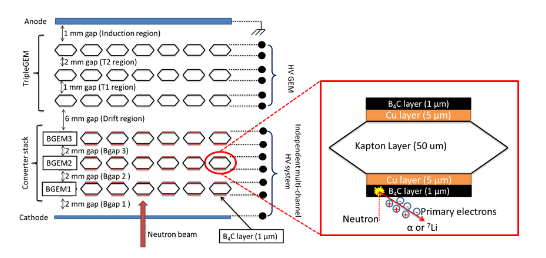 Anode
1 mm gap (Induction region)
TripleGEM
2 mm gap (T2 region)
1 mm gap (T1 region)
HV GEM
6 mm gap (Drift region)
Converter stack
BGEM3
2 mm gap (Bgap 3)
BGEM2
2 mm gap (Bgap 2 )
BGEM1
2 mm gap (Bgap 1 )
Independent multi-channel
HV system
Cathode
Neutron beam
B₄C layer (1 µm)
B₄C layer (1 µm)
Cu layer (5 µm)
Kapton Layer (50 um)
Cu layer (5 µm)
B₄C layer (1 µm)
Neutron
Primary electrons
α or ⁷Li